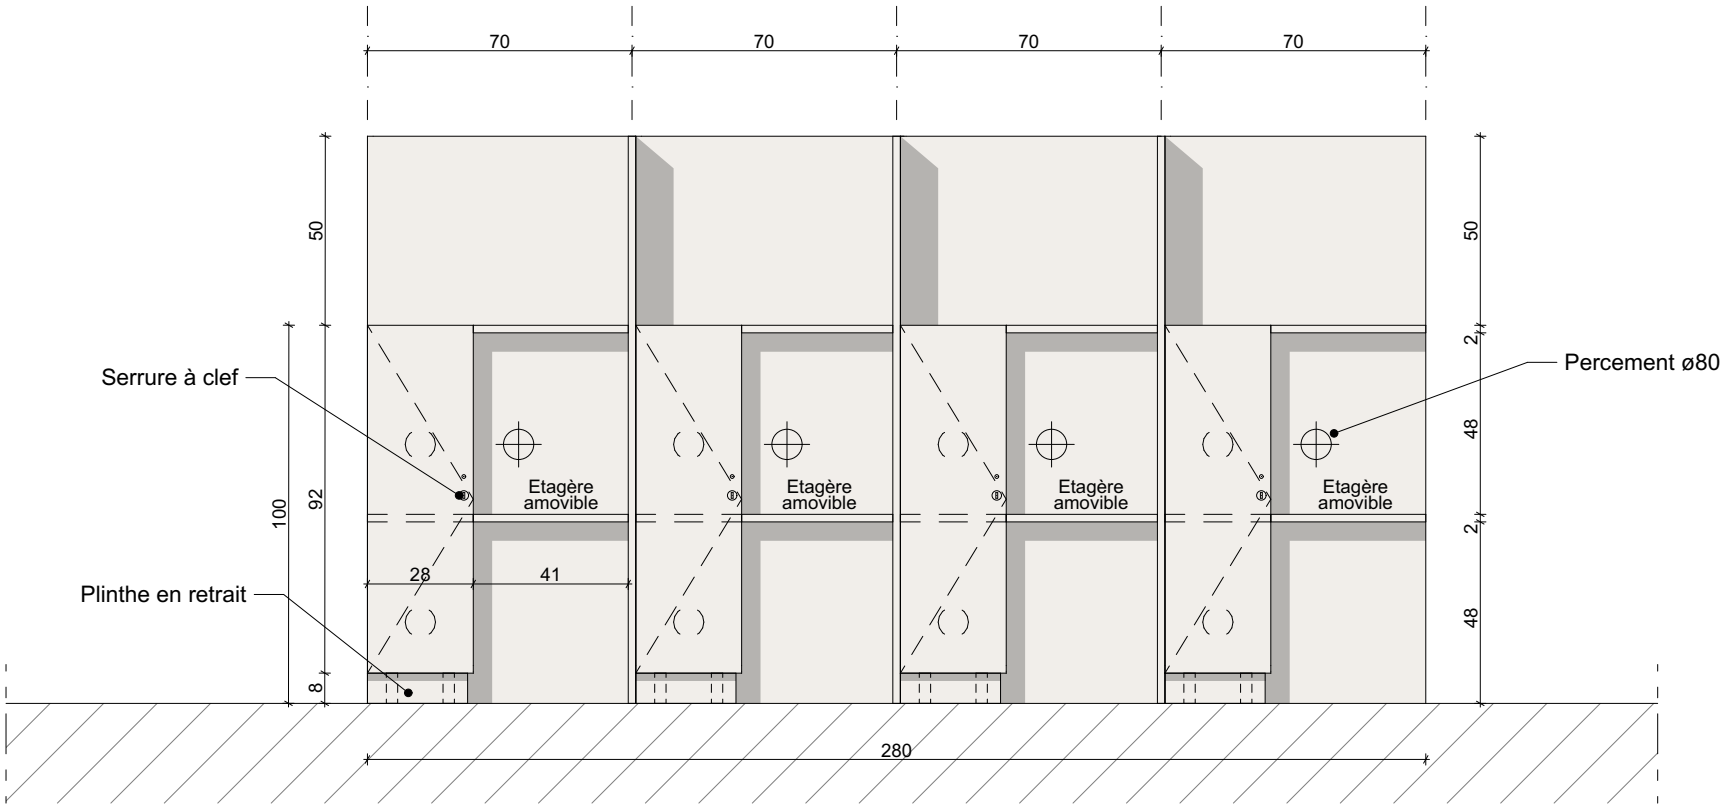 70
70
70
70
50
50
2
Serrure à clef
Percement ø80
48
Etagère
amovible
Etagère
amovible
Etagère
amovible
Etagère
amovible
100
92
2
28
41
Plinthe en retrait
48
8
280